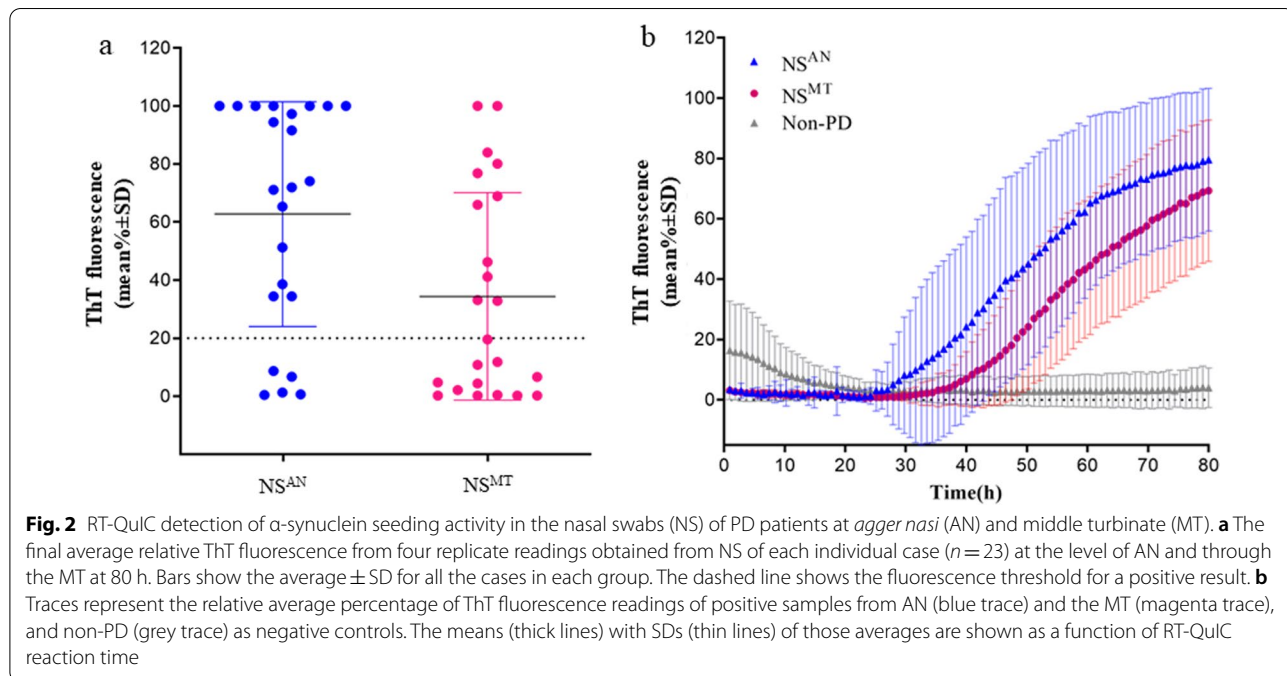 a
120
100
80
60
40
20
0
ThT fluorescence
(mean%±SD)
NS^AN
NS^MT
b
120
100
80
60
40
20
0
ThT fluorescence
(mean%±SD)
NS^AN
NS^MT
Non-PD
0 10 20 30 40 50 60 70 80
Time(h)
Fig. 2 RT-QuIC detection of α-synuclein seeding activity in the nasal swabs (NS) of PD patients at agger nasi (AN) and middle turbinate (MT). a The
final average relative ThT fluorescence from four replicate readings obtained from NS of each individual case (n = 23) at the level of AN and through
the MT at 80 h. Bars show the average ± SD for all the cases in each group. The dashed line shows the fluorescence threshold for a positive result. b
Traces represent the relative average percentage of ThT fluorescence readings of positive samples from AN (blue trace) and the MT (magenta trace),
and non-PD (grey trace) as negative controls. The means (thick lines) with SDs (thin lines) of those averages are shown as a function of RT-QuIC
reaction time